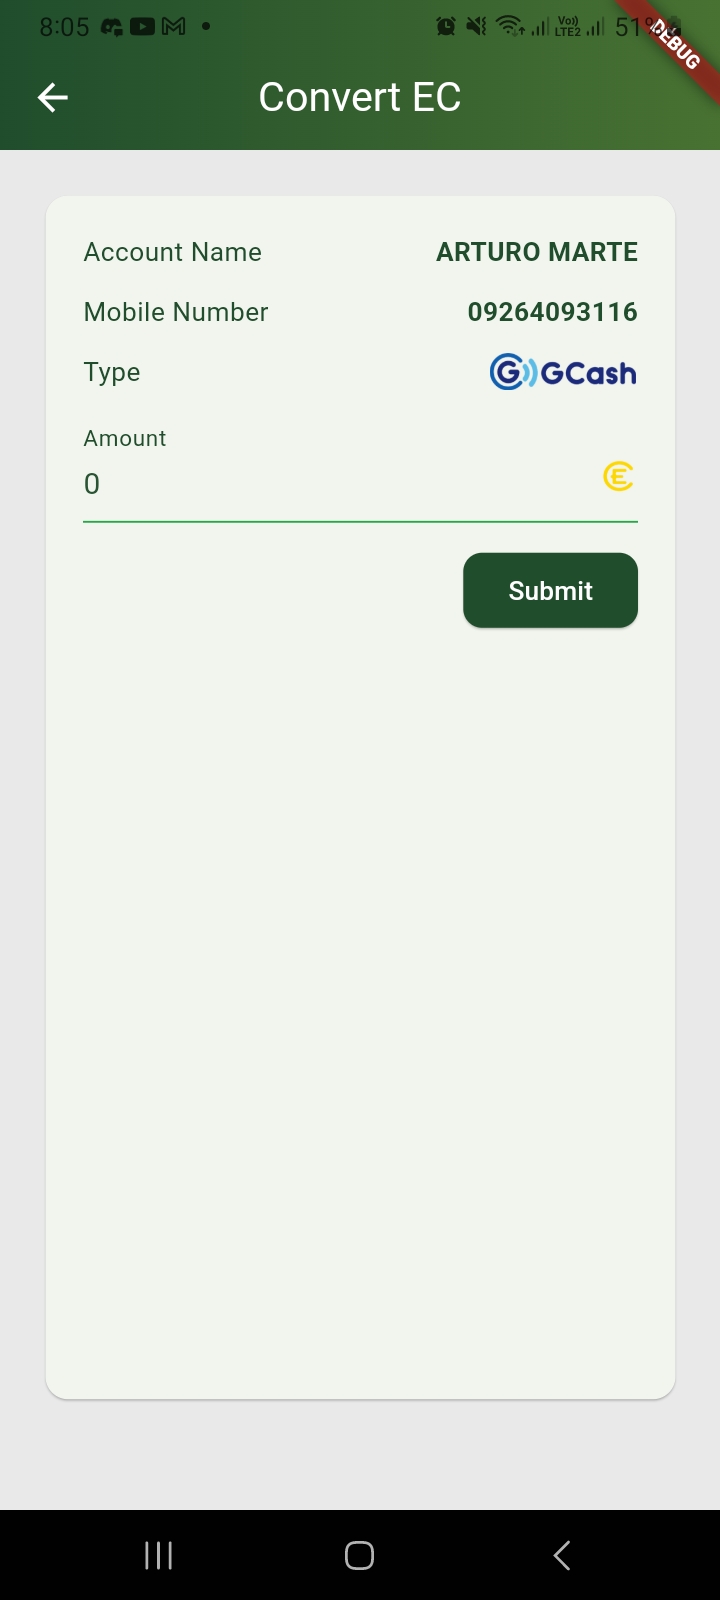 8:05 Vo)) LTE2 51%
DEBUG
Convert EC
Account Name ARTURO MARTE
Mobile Number 09264093116
Type GCash
Amount
0
Submit